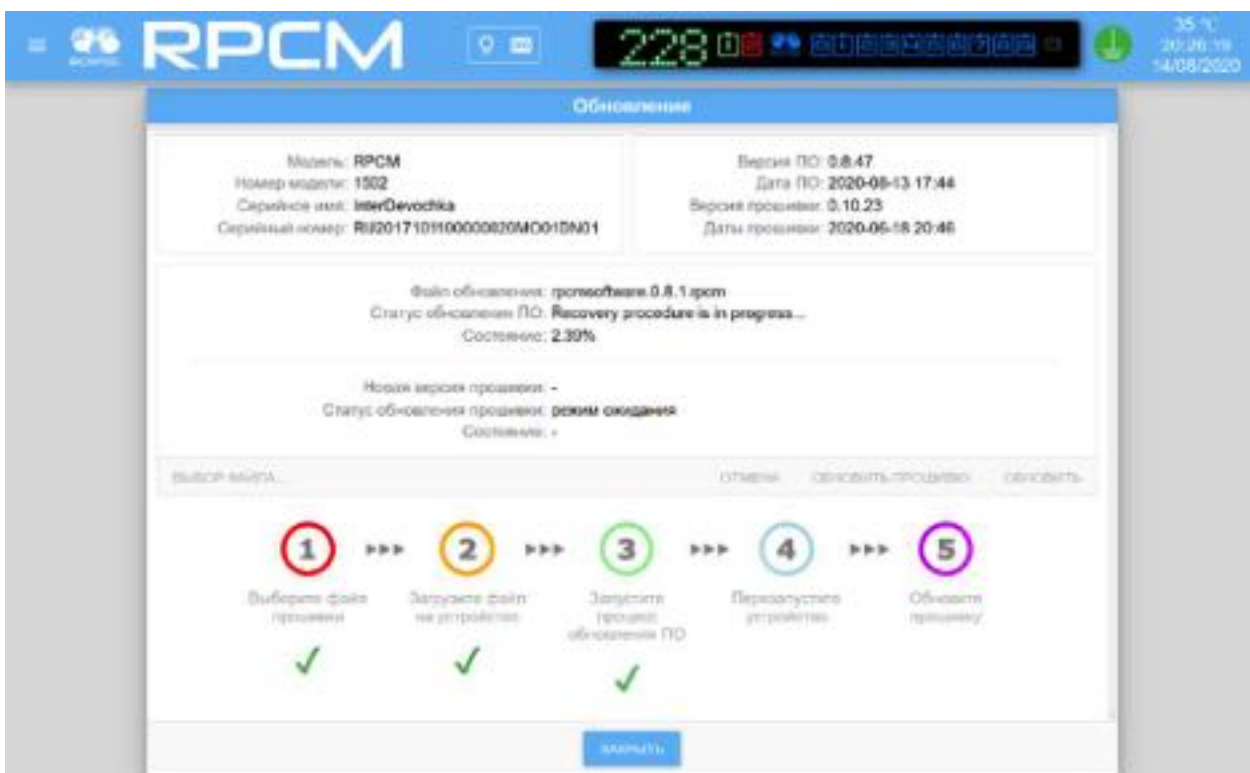 RPCM
228
35 °C
20:26:19
14/08/2020
Обновление
Модель: RPCM
Номер модели: 1502
Серийное имя: InterDevochka
Серийный номер:
Версия ПО: 0.8.47
Дата ПО: 2020-08-13 17:44
Версия прошивки: 0.10.23
Даты прошивки: 2020-06-18 20:46
Файл обновления: rpcmsoftware.0.8.1.rpcm
Статус обновления ПО: Recovery procedure is in progress...
Состояние: 2.39%
Новая версия прошивки: -
Статус обновления прошивки: режим ожидания
Состояние: -
ВЫБОР ФАЙЛА...
ОТМЕНА ОБНОВИТЬ ПРОШИВКУ ОБНОВИТЬ
1 2 3 4 5
Выберите файл
прошивки
Загрузите файл
на устройство
Запустите
процесс
обновления ПО
Перезапустите
устройство
Обновите
прошивку
ЗАКРЫТЬ